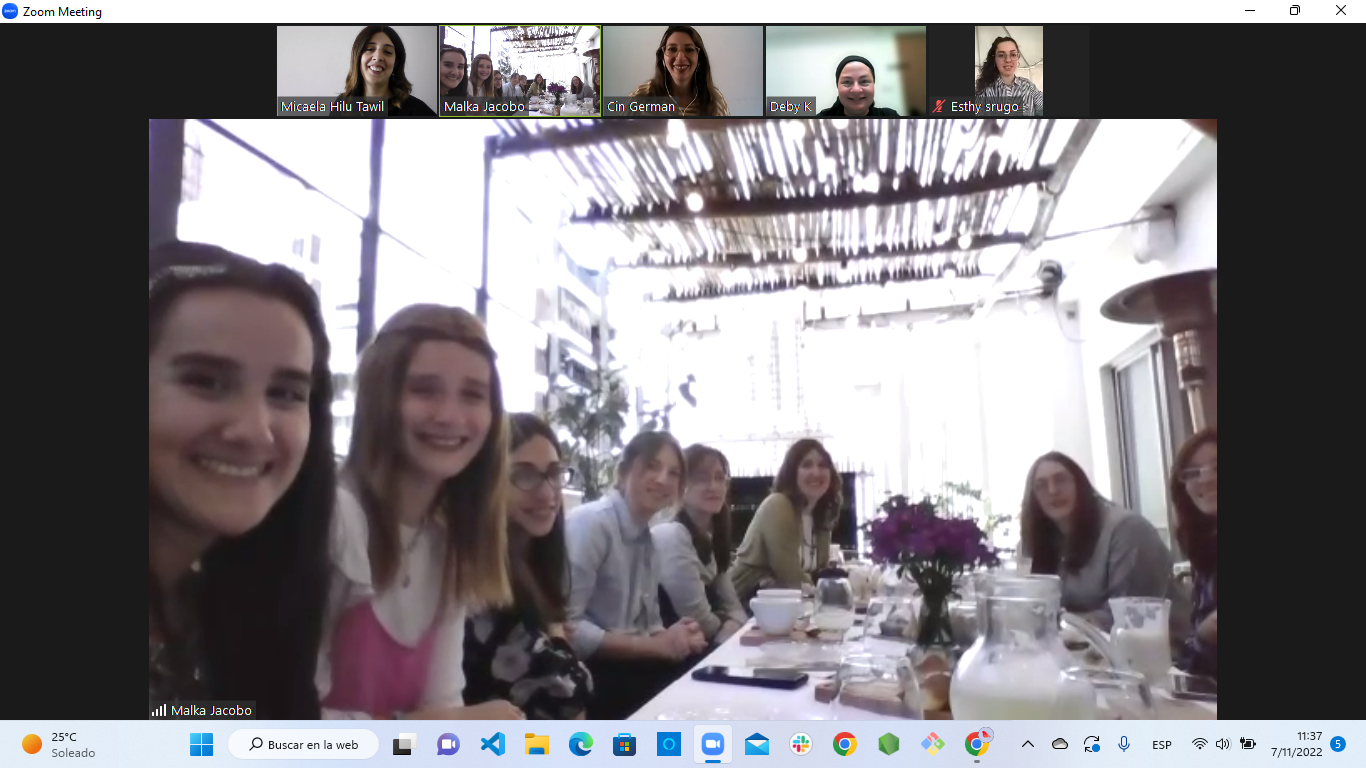 Zoom Meeting
Micaela Hilu Tawil
Malka Jacobo
Cin German
Deby K
Esthy srugo
Malka Jacobo
25°C
Soleado
Buscar en la web
ESP
11:37
7/11/2022
5